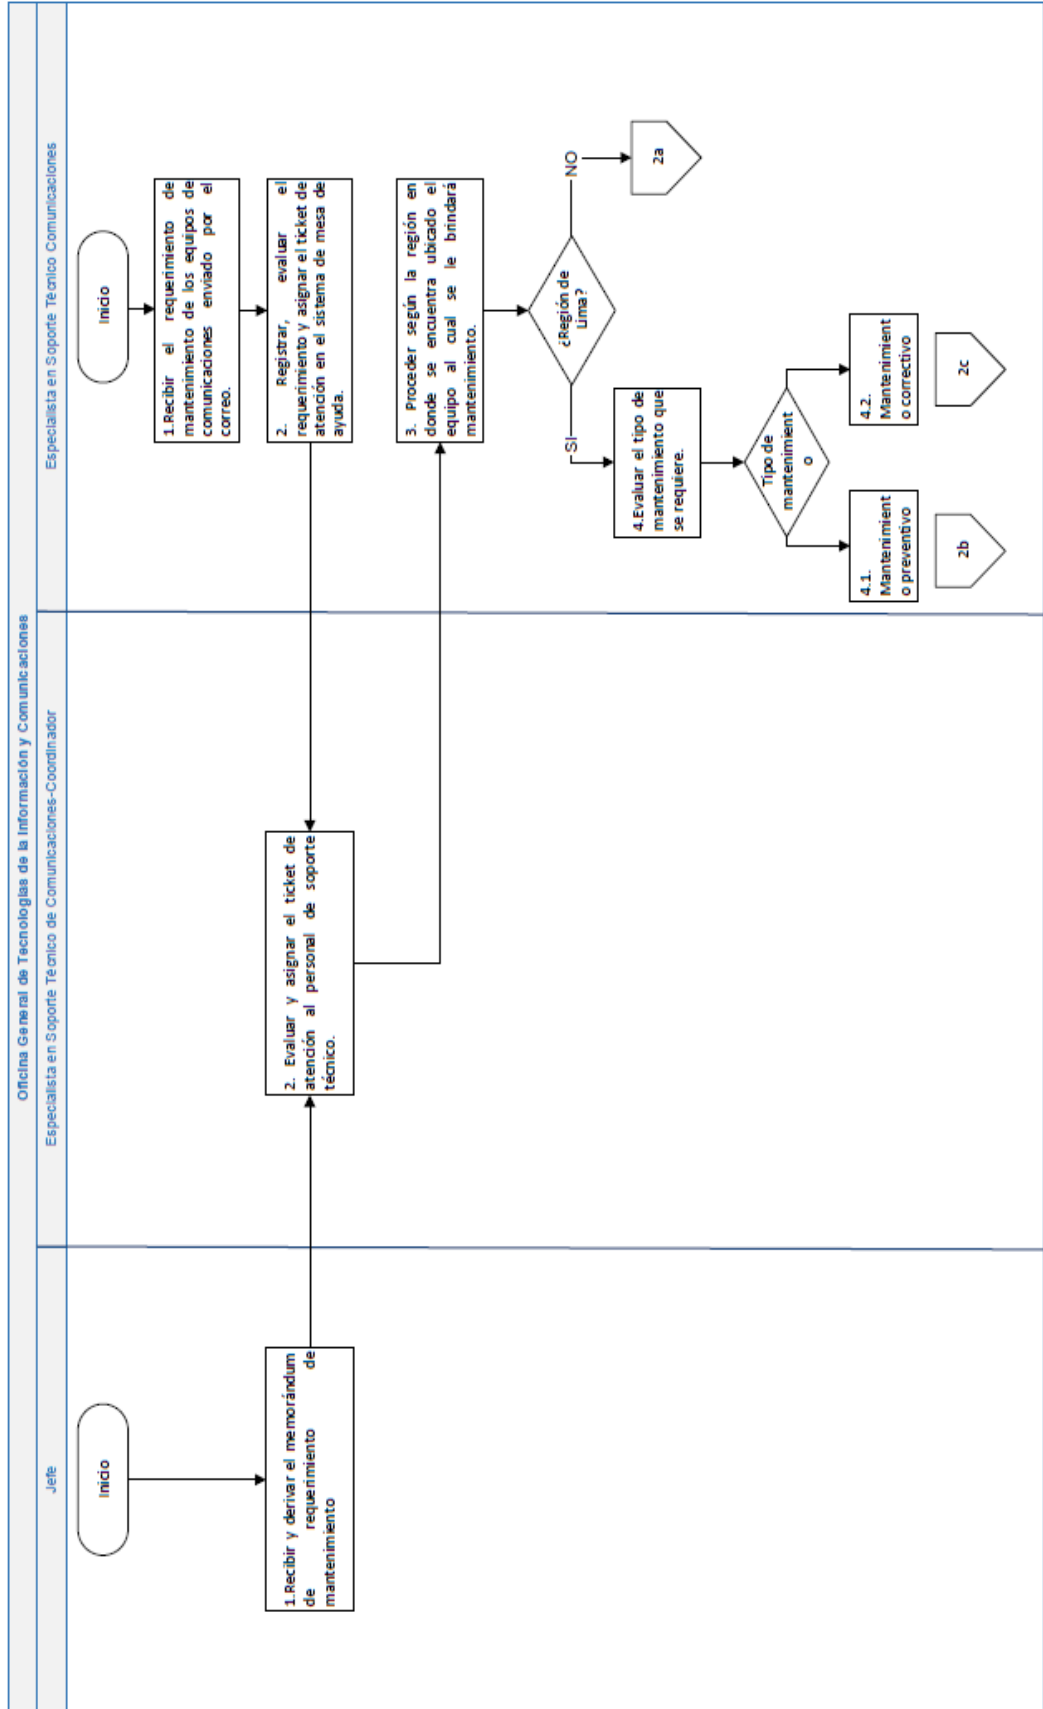 Oficina General de Tecnologías de la Información y Comunicaciones
Jefe
Especialista en Soporte Técnico de Comunicaciones-Coordinador
Especialista en Soporte Técnico Comunicaciones
Inicio
1.Recibir y derivar el memorándum
de requerimiento de
mantenimiento
2. Evaluar y asignar el ticket de
atención al personal de soporte
técnico.
Inicio
1.Recibir el requerimiento de
mantenimiento de los equipos de
comunicaciones enviado por el
correo.
2. Registrar, evaluar el
requerimiento y asignar el ticket de
atención en el sistema de mesa de
ayuda.
3. Proceder según la región en
donde se encuentra ubicado el
equipo al cual se le brindará
mantenimiento.
¿Región de
Lima?
SI
NO
2a
4.Evaluar el tipo de
mantenimiento que
se requiere.
Tipo de
mantenimient
o
4.1.
Mantenimient
o preventivo
4.2.
Mantenimient
o correctivo
2b
2c